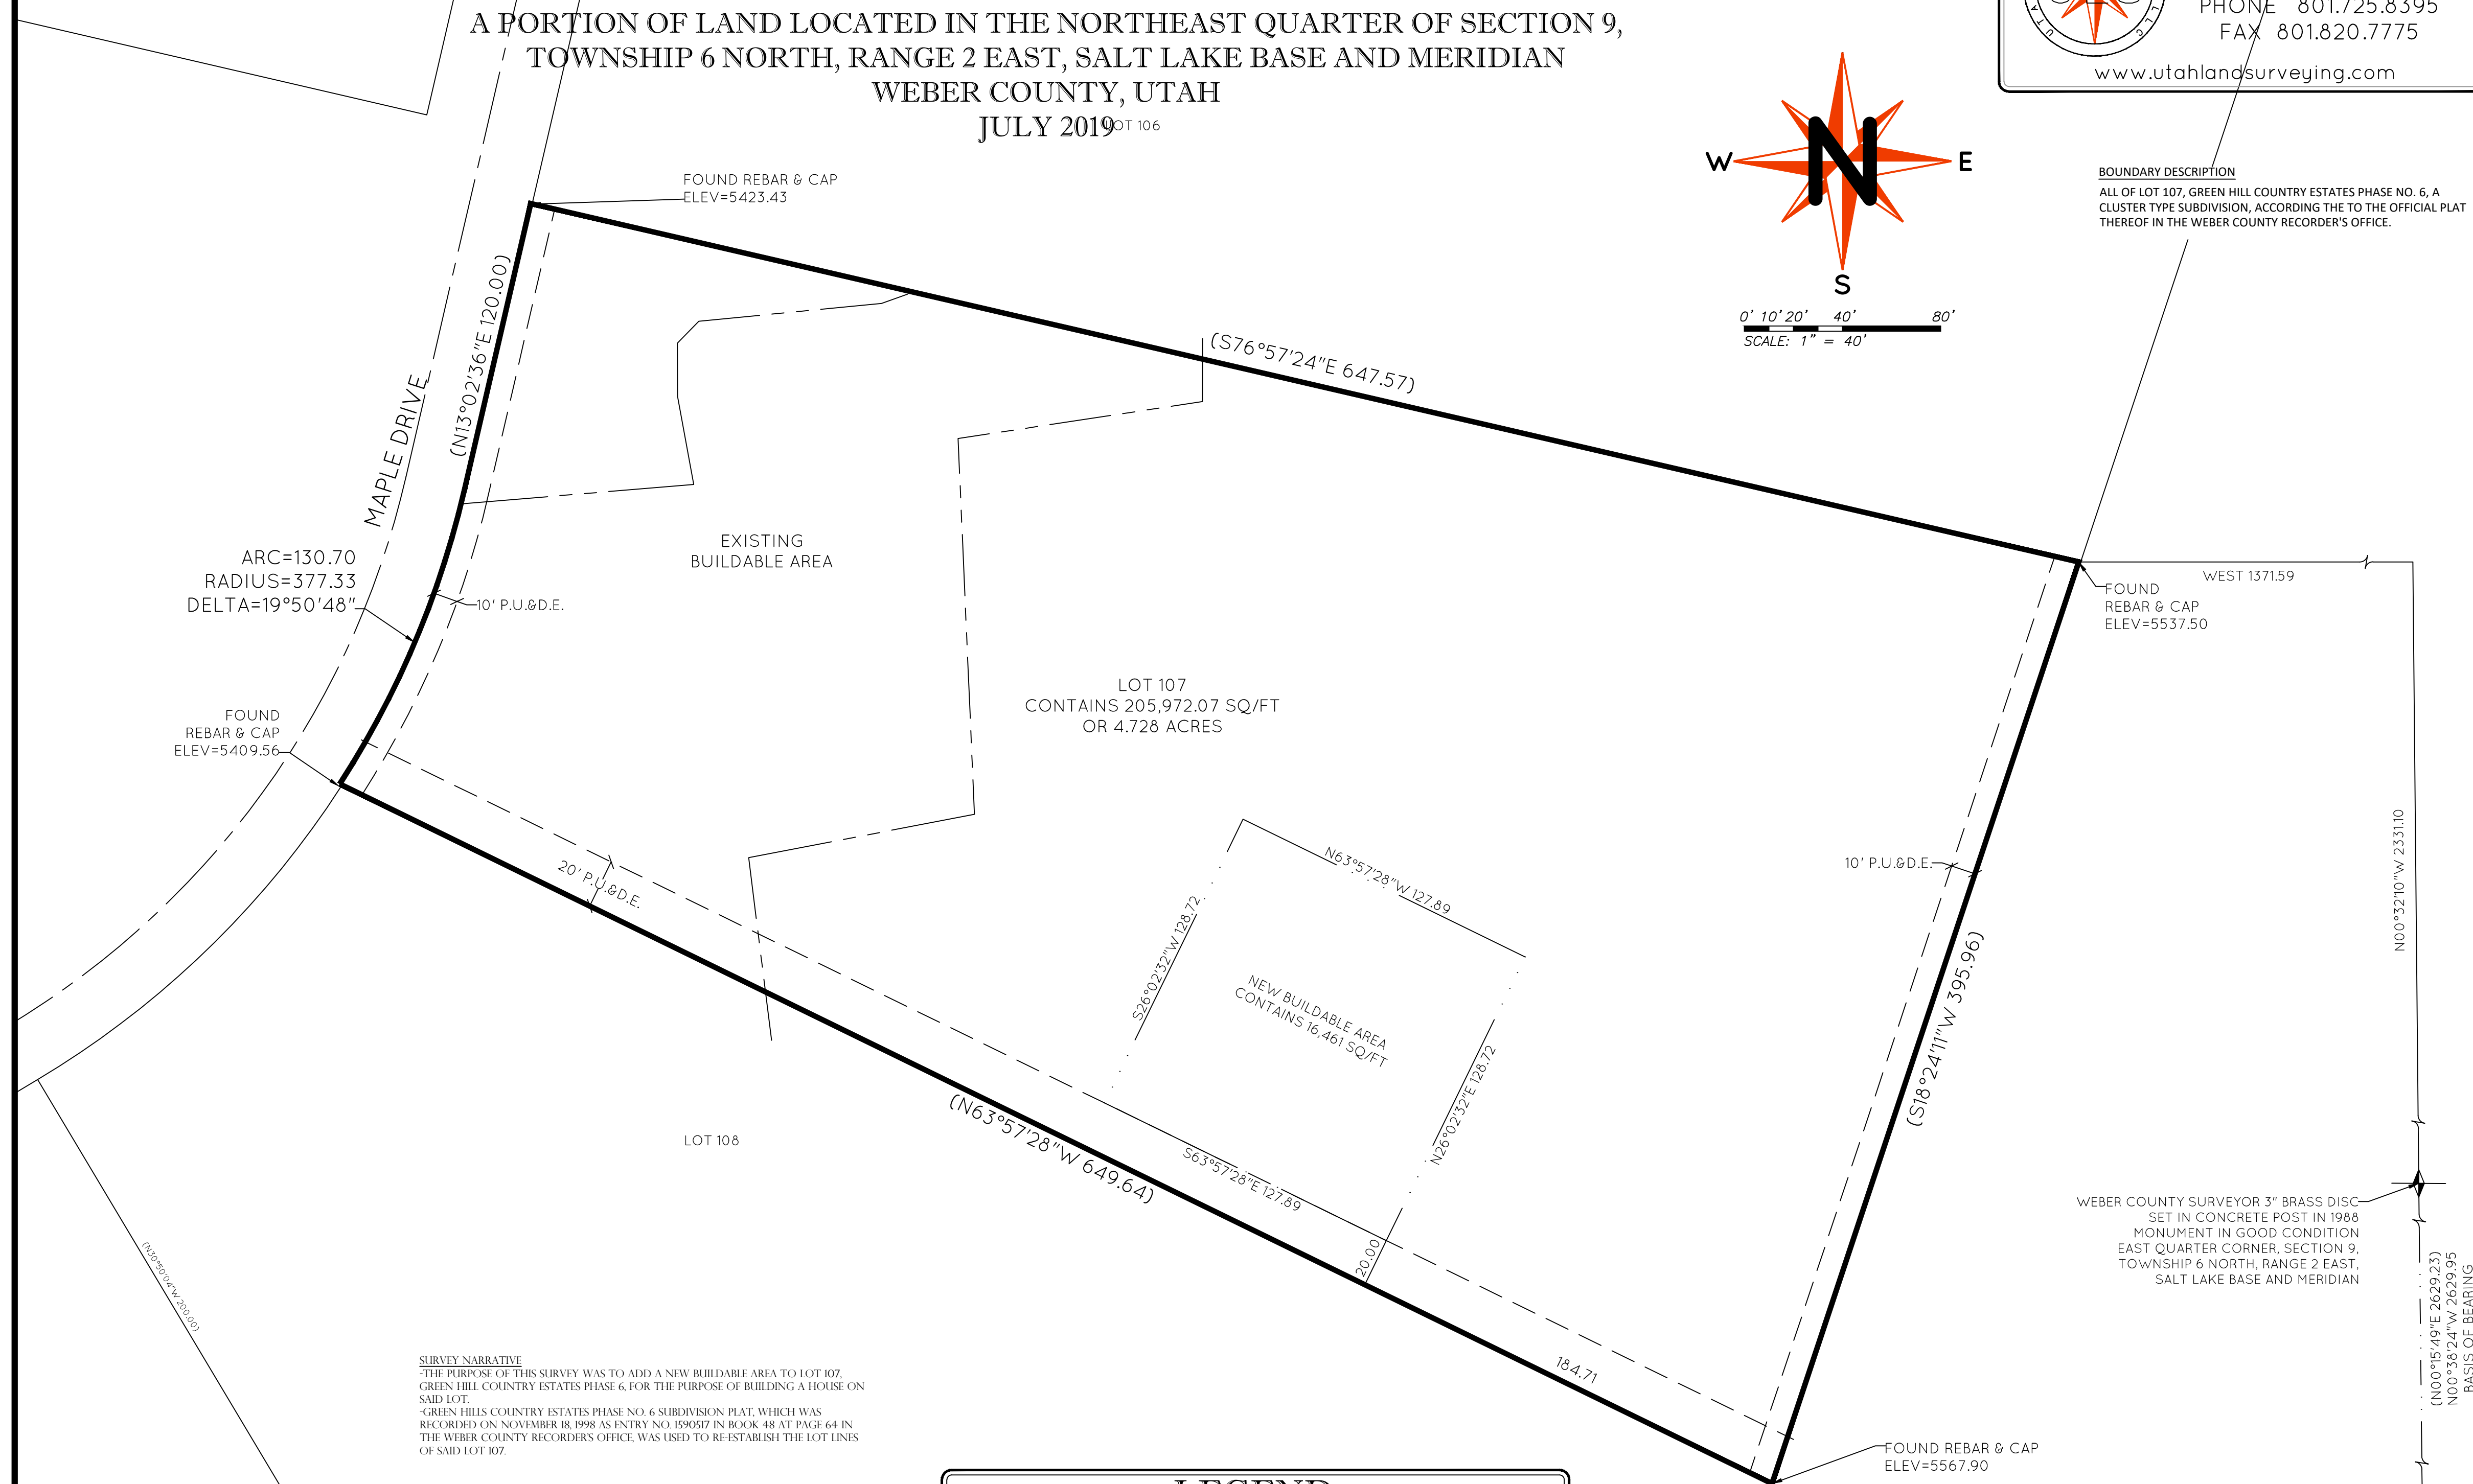 A PORTION OF LAND LOCATED IN THE NORTHEAST QUARTER OF SECTION 9,
TOWNSHIP 6 NORTH, RANGE 2 EAST, SALT LAKE BASE AND MERIDIAN
WEBER COUNTY, UTAH
JULY 2019
LOT 106
PHONE 801.725.8395
FAX 801.820.7775
www.utahlandsurveying.com
N
W
E
S
0' 10' 20' 40' 80'
SCALE: 1" = 40'
BOUNDARY DESCRIPTION
ALL OF LOT 107, GREEN HILL COUNTRY ESTATES PHASE NO. 6, A
CLUSTER TYPE SUBDIVISION, ACCORDING THE TO THE OFFICIAL PLAT
THEREOF IN THE WEBER COUNTY RECORDER'S OFFICE.
FOUND REBAR & CAP
ELEV=5423.43
(N13°02'36"E 120.00)
(S76°57'24"E 647.57)
MAPLE DRIVE
ARC=130.70
RADIUS=377.33
DELTA=19°50'48"
10' P.U.&D.E.
EXISTING
BUILDABLE AREA
WEST 1371.59
FOUND
REBAR & CAP
ELEV=5537.50
FOUND
REBAR & CAP
ELEV=5409.56
LOT 107
CONTAINS 205,972.07 SQ/FT
OR 4.728 ACRES
20' P.U.&D.E.
N63°57'28"W 127.89
S26°02'32"W 128.72
NEW BUILDABLE AREA
CONTAINS 16,461 SQ/FT
N26°02'32"E 128.72
S63°57'28"E 127.89
10' P.U.&D.E.
(S18°24'11"W 395.96)
N00°32'10"W 2331.10
LOT 108
(N63°57'28"W 649.64)
20.00
184.71
WEBER COUNTY SURVEYOR 3" BRASS DISC
SET IN CONCRETE POST IN 1988
MONUMENT IN GOOD CONDITION
EAST QUARTER CORNER, SECTION 9,
TOWNSHIP 6 NORTH, RANGE 2 EAST,
SALT LAKE BASE AND MERIDIAN
(N00°15'49"E 2629.23)
N00°38'24"W 2629.95
BASIS OF BEARING
(N30°50'04"W 200.00)
SURVEY NARRATIVE
-THE PURPOSE OF THIS SURVEY WAS TO ADD A NEW BUILDABLE AREA TO LOT 107,
GREEN HILL COUNTRY ESTATES PHASE 6, FOR THE PURPOSE OF BUILDING A HOUSE ON
SAID LOT.
-GREEN HILLS COUNTRY ESTATES PHASE NO. 6 SUBDIVISION PLAT, WHICH WAS
RECORDED ON NOVEMBER 18, 1998 AS ENTRY NO. 1590517 IN BOOK 48 AT PAGE 64 IN
THE WEBER COUNTY RECORDER'S OFFICE, WAS USED TO RE-ESTABLISH THE LOT LINES
OF SAID LOT 107.
FOUND REBAR & CAP
ELEV=5567.90
LEGEND